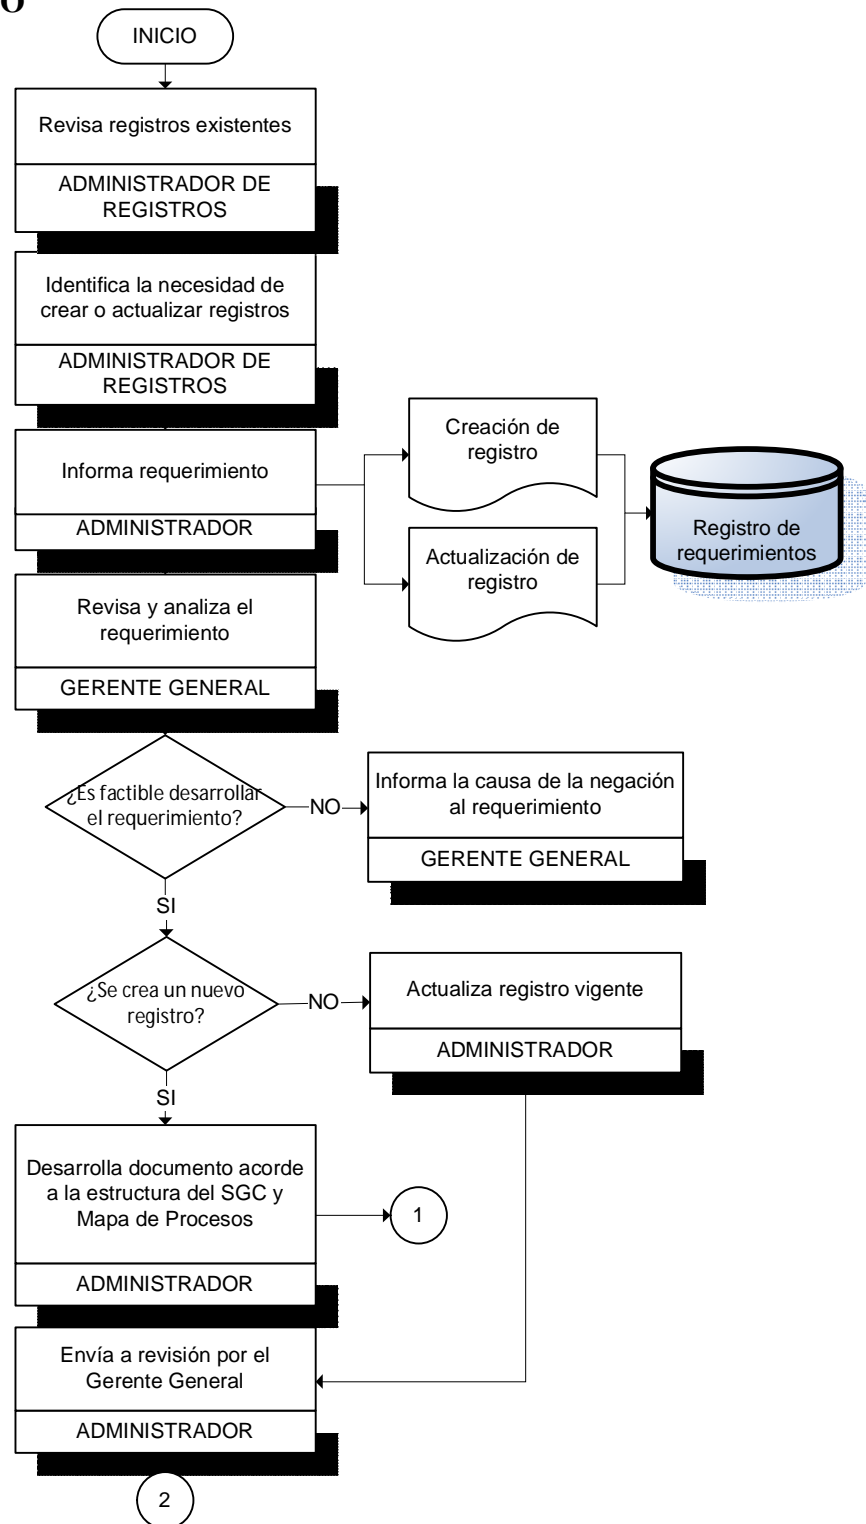 O
INICIO
Revisa registros existentes
ADMINISTRADOR DE
REGISTROS
Identifica la necesidad de
crear o actualizar registros
ADMINISTRADOR DE
REGISTROS
Informa requerimiento
ADMINISTRADOR
Creación de
registro
Actualización de
registro
Registro de
requerimientos
Revisa y analiza el
requerimiento
GERENTE GENERAL
¿Es factible desarrollar
el requerimiento?
NO
Informa la causa de la negación
al requerimiento
GERENTE GENERAL
SI
¿Se crea un nuevo
registro?
NO
Actualiza registro vigente
ADMINISTRADOR
SI
Desarrolla documento acorde
a la estructura del SGC y
Mapa de Procesos
ADMINISTRADOR
1
Envía a revisión por el
Gerente General
ADMINISTRADOR
2